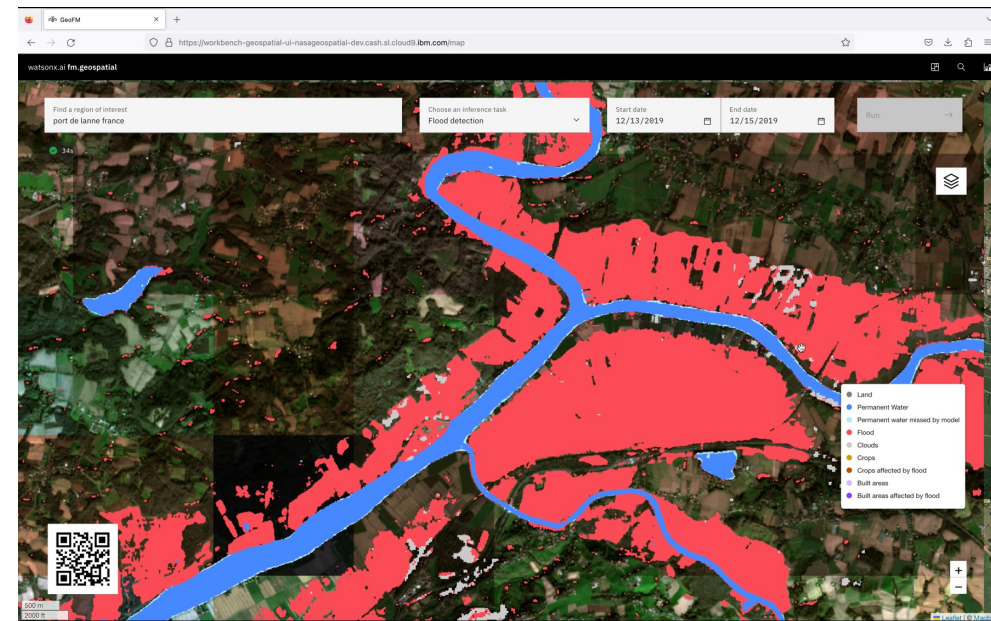 GeoFM
https://workbench-geospatial-ui-nasageospatial-dev.cash.sl.cloud9.ibm.com/map
watsonx.ai fm.geospatial
Find a region of interest
port de lanne france
Choose an inference task
Flood detection
Start date
12/13/2019
End date
12/15/2019
Run
34s
Land
Permanent Water
Permanent water missed by model
Flood
Clouds
Crops
Crops affected by flood
Built areas
Built areas affected by flood
+
−
500 m
2000 ft
Leaflet | ©